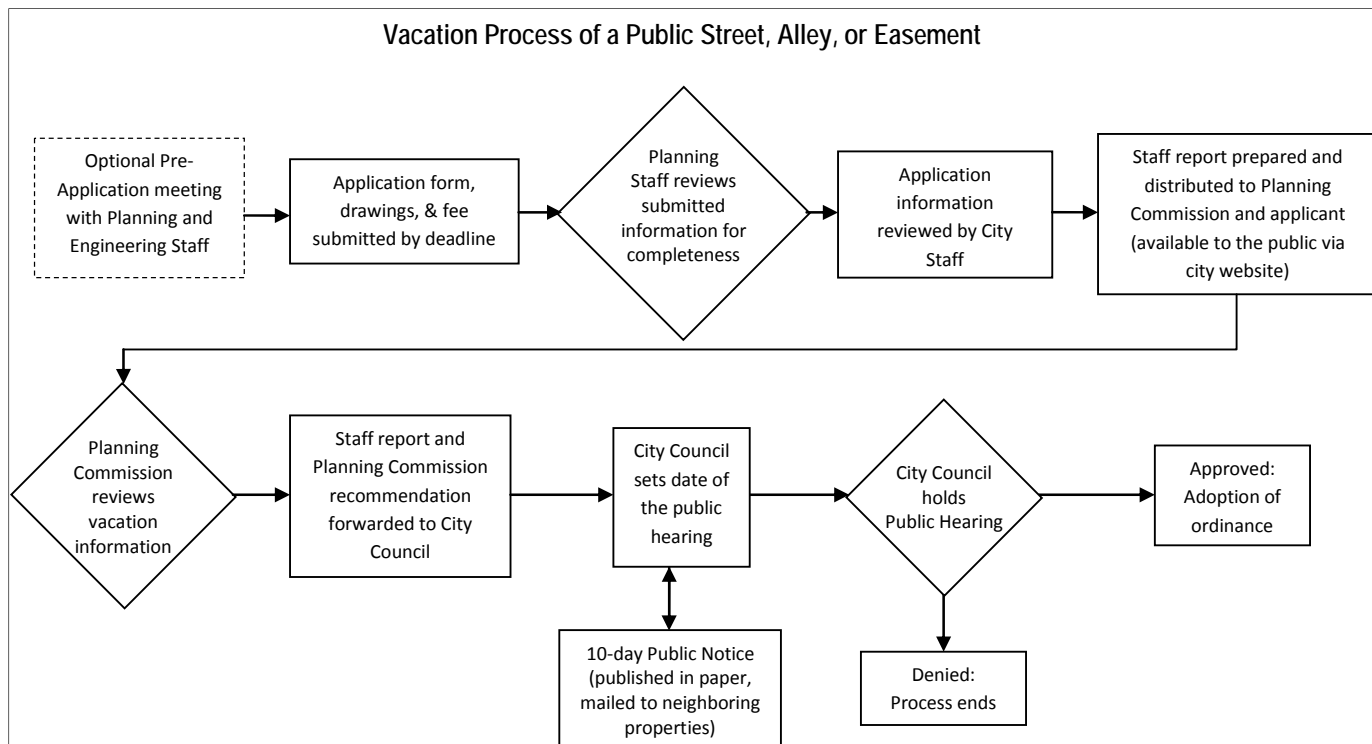 Vacation Process of a Public Street, Alley, or Easement
Optional Pre-
Application meeting
with Planning and
Engineering Staff
Application form,
drawings, & fee
submitted by deadline
Planning
Staff reviews
submitted
information for
completeness
Application
information
reviewed by City
Staff
Staff report prepared and
distributed to Planning
Commission and applicant
(available to the public via
city website)
Planning
Commission
reviews
vacation
information
Staff report and
Planning Commission
recommendation
forwarded to City
Council
City Council
sets date of
the public
hearing
10-day Public Notice
(published in paper,
mailed to neighboring
properties)
City Council
holds
Public Hearing
Approved:
Adoption of
ordinance
Denied:
Process ends